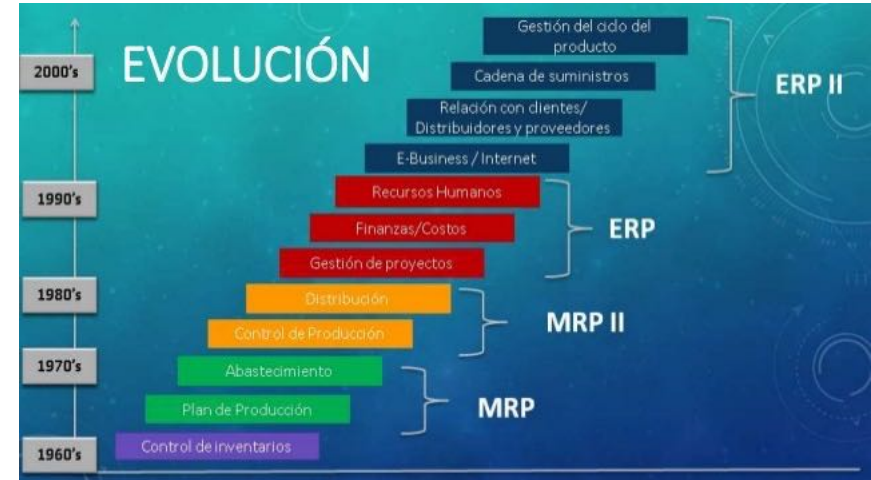 EVOLUCIÓN
Gestión del ciclo del
producto
2000's
Cadena de suministros
ERP II
Relación con clientes/
Distribuidores y proveedores
E-Business / Internet
1990's
Recursos Humanos
Finanzas/Costos
ERP
Gestión de proyectos
1980's
Distribución
Control de Producción
MRP II
1970's
Abastecimiento
Plan de Producción
MRP
Control de inventarios
1960's